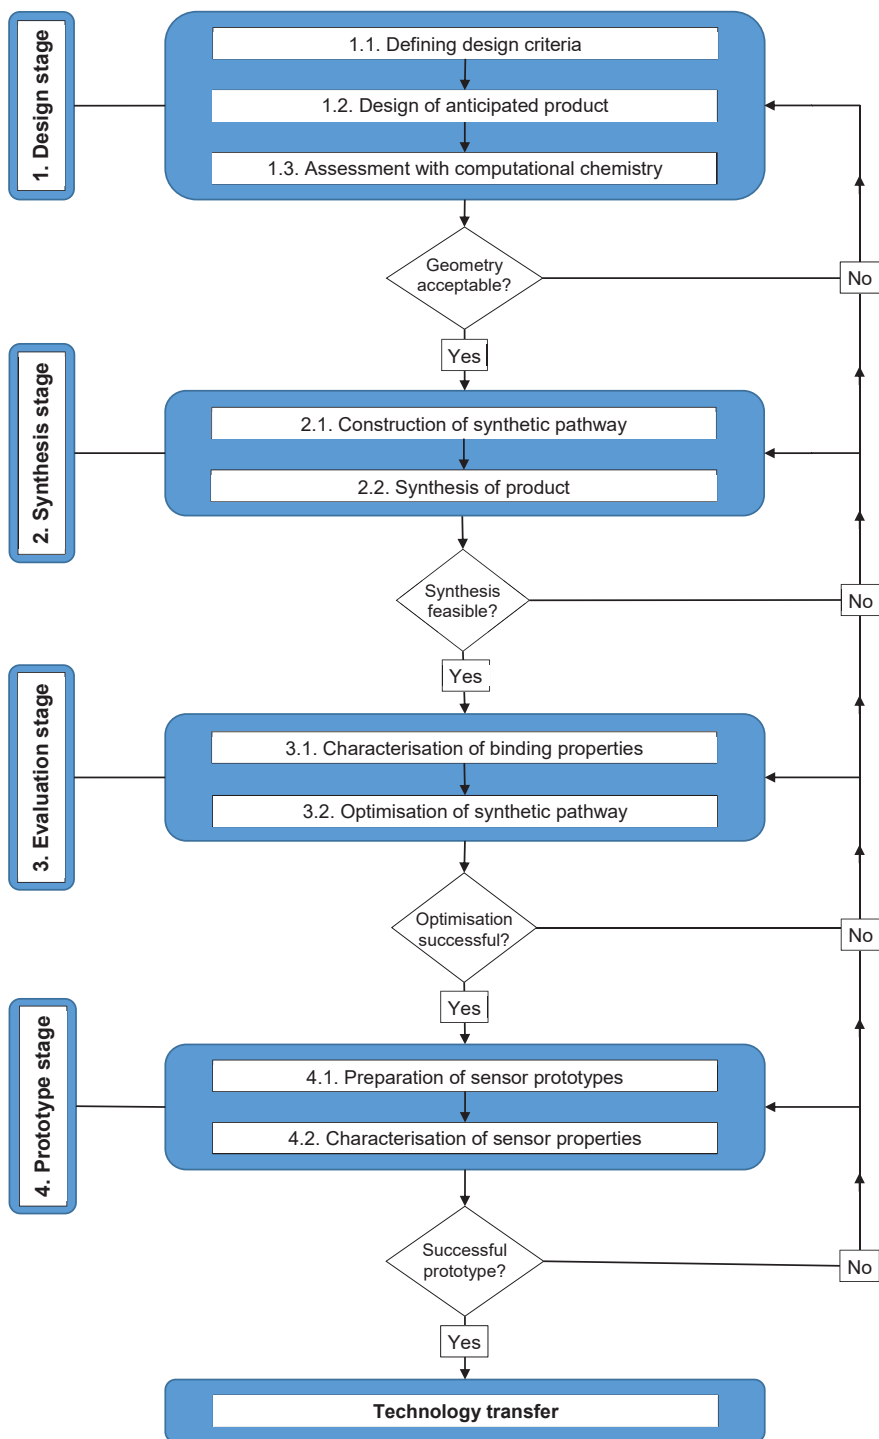 1. Design stage
1.1. Defining design criteria
1.2. Design of anticipated product
1.3. Assessment with computational chemistry
Geometry
acceptable?
No
Yes
2. Synthesis stage
2.1. Construction of synthetic pathway
2.2. Synthesis of product
Synthesis
feasible?
No
Yes
3. Evaluation stage
3.1. Characterisation of binding properties
3.2. Optimisation of synthetic pathway
Optimisation
successful?
No
Yes
4. Prototype stage
4.1. Preparation of sensor prototypes
4.2. Characterisation of sensor properties
Successful
prototype?
No
Yes
Technology transfer